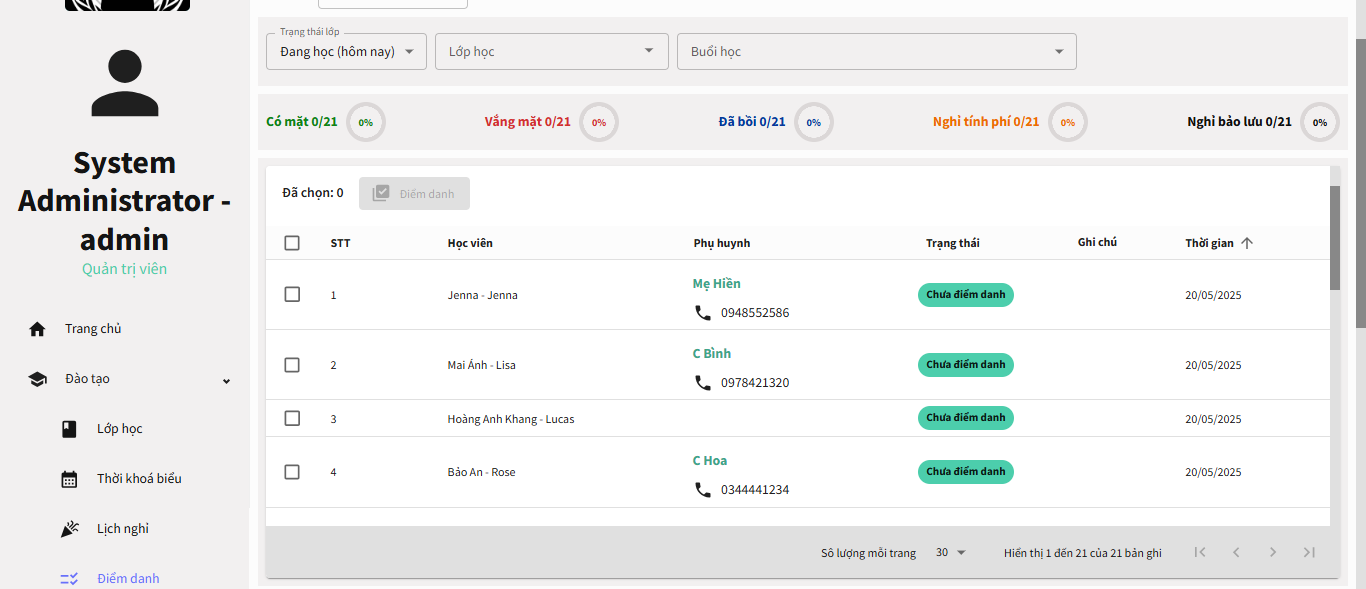 System
Administrator -
admin
Quản trị viên
Trang chủ
Đào tạo
Lớp học
Thời khoá biểu
Lịch nghỉ
Điểm danh
Trạng thái lớp
Đang học (hôm nay)
Lớp học
Buổi học
Có mặt 0/21 0%
Vắng mặt 0/21 0%
Đã bồi 0/21 0%
Nghỉ tính phí 0/21 0%
Nghỉ bảo lưu 0/21 0%
Đã chọn: 0 Điểm danh
STT Học viên Phụ huynh Trạng thái Ghi chú Thời gian
1 Jenna - Jenna Mẹ Hiền Chưa điểm danh 20/05/2025
0948552586
2 Mai Ánh - Lisa C Bình Chưa điểm danh 20/05/2025
0978421320
3 Hoàng Anh Khang - Lucas Chưa điểm danh 20/05/2025
4 Bảo An - Rose C Hoa Chưa điểm danh 20/05/2025
0344441234
Số lượng mỗi trang 30 Hiển thị 1 đến 21 của 21 bản ghi